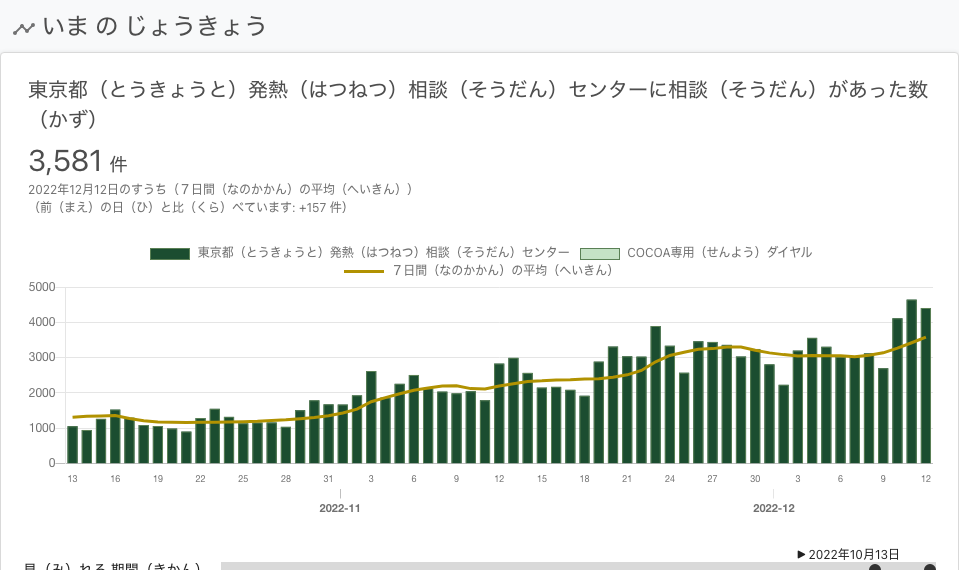 いま の じょうきょう
東京都（とうきょうと）発熱（はつねつ）相談（そうだん）センターに相談（そうだん）があった数
（かず）
3,581 件
2022年12月12日のすうち（７日間（なのかかん）の平均（へいきん））
（前（まえ）の日（ひ）と比（くら）べています: +157 件）
東京都（とうきょうと）発熱（はつねつ）相談（そうだん）センター COCOA専用（せんよう）ダイヤル
７日間（なのかかん）の平均（へいきん）
5000
4000
3000
2000
1000
0
13 16 19 22 25 28 31 3 6 9 12 15 18 21 24 27 30 3 6 9 12
2022-11 2022-12
2022年10月13日
見（み）れる 期間（きかん）